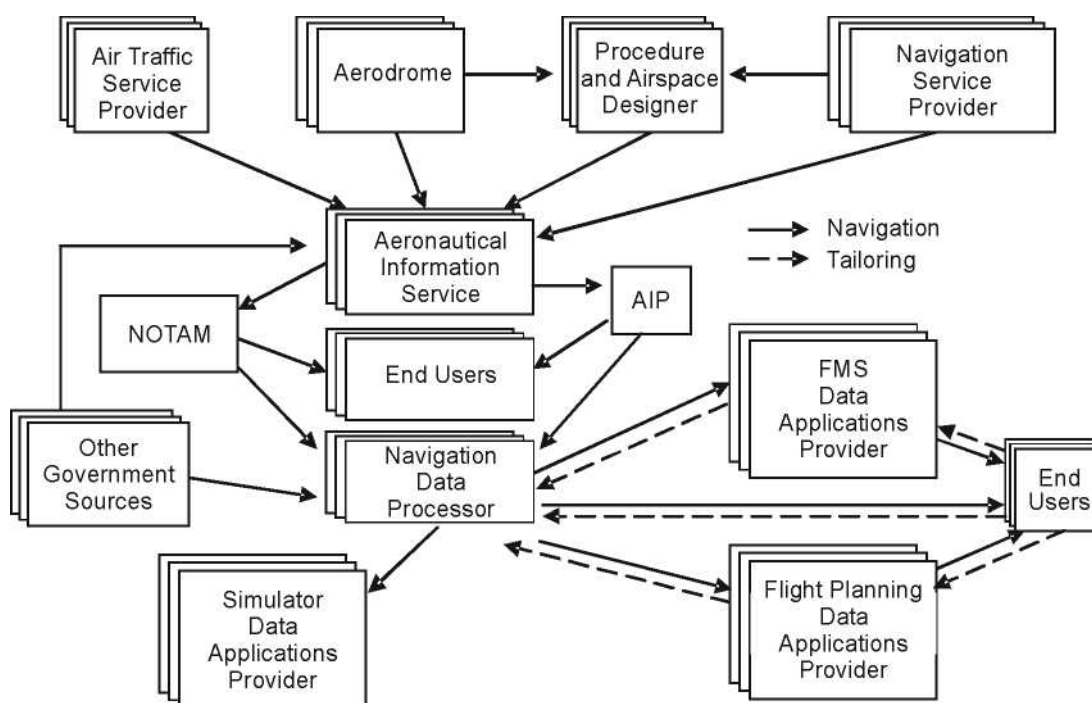 Air Traffic
Service
Provider
Aerodrome
Procedure
and Airspace
Designer
Navigation
Service
Provider
Aeronautical
Information
Service
Navigation
Tailoring
AIP
NOTAM
End Users
FMS
Data
Applications
Provider
Other
Government
Sources
Navigation
Data
Processor
End
Users
Simulator
Data
Applications
Provider
Flight Planning
Data
Applications
Provider